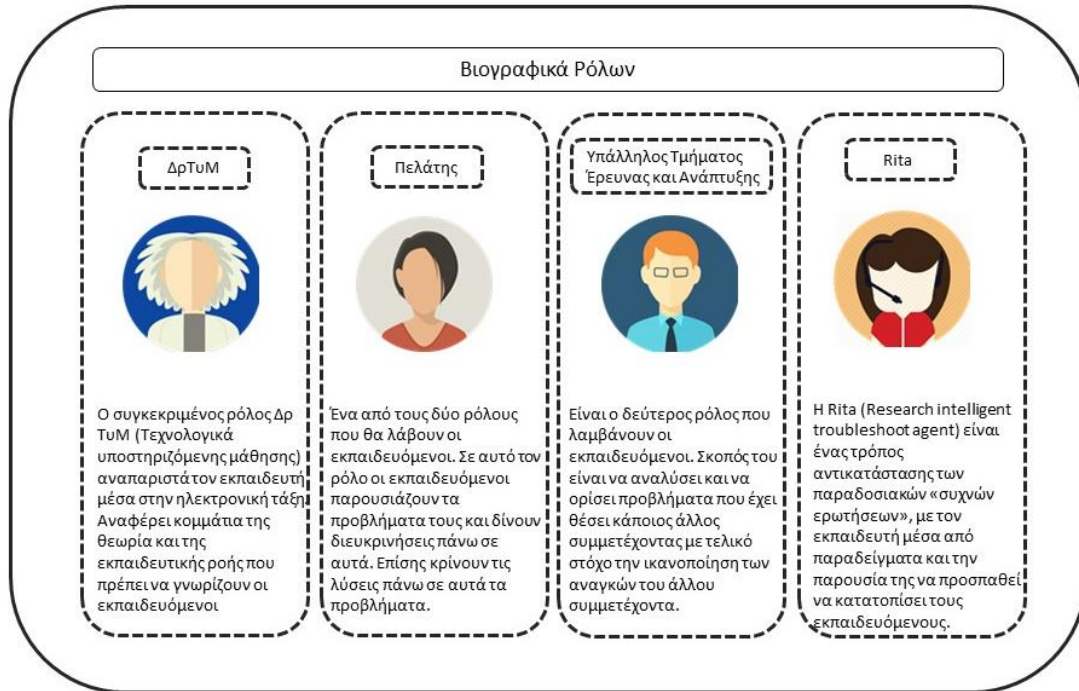 Βιογραφικά Ρόλων
ΔρΤυΜ
Ο συγκεκριμένος ρόλος Δρ
ΤυΜ (Τεχνολογικά
υποστηριζόμενης μάθησης)
αναπαριστά τον εκπαιδευτή
μέσα στην ηλεκτρονική τάξη
Αναφέρει κομμάτια της
θεωρία και της
εκπαιδευτικής ροής που
πρέπει να γνωρίζουν οι
εκπαιδευόμενοι
Πελάτης
Ένα από τους δύο ρόλους
που θα λάβουν οι
εκπαιδευόμενοι. Σε αυτό τον
ρόλο οι εκπαιδευόμενοι
παρουσιάζουν τα
προβλήματα τους και δίνουν
διευκρινήσεις πάνω σε
αυτά. Επίσης κρίνουν τις
λύσεις πάνω σε αυτά τα
προβλήματα.
Υπάλληλος Τμήματος
Έρευνας και Ανάπτυξης
Είναι ο δεύτερος ρόλος που
λαμβάνουν οι
εκπαιδευόμενοι. Σκοπός του
είναι να αναλύσει και να
ορίσει προβλήματα που έχει
θέσει κάποιος άλλος
συμμετέχοντας με τελικό
στόχο την ικανοποίηση των
αναγκών του άλλου
συμμετέχοντα.
Rita
Η Rita (Research intelligent
troubleshoot agent) είναι
ένας τρόπος
αντικατάστασης των
παραδοσιακών «συχνών
ερωτήσεων», με τον
εκπαιδευτή μέσα από
παραδείγματα και την
παρουσία της να προσπαθεί
να κατατοπίσει τους
εκπαιδευόμενους.